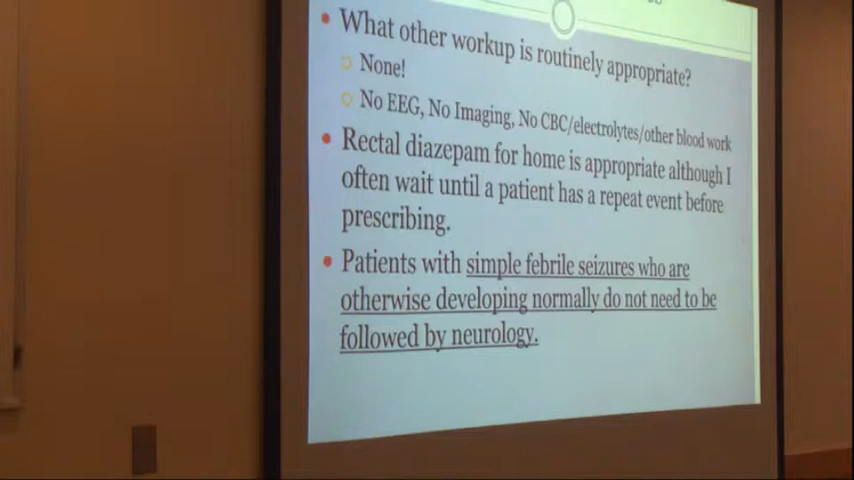 What other workup is routinely appropriate?
None!
No EEG, No Imaging, No CBC/electrolytes/other blood work
Rectal diazepam for home is appropriate although I
often wait until a patient has a repeat event before
prescribing.
Patients with simple febrile seizures who are
otherwise developing normally do not need to be
followed by neurology.